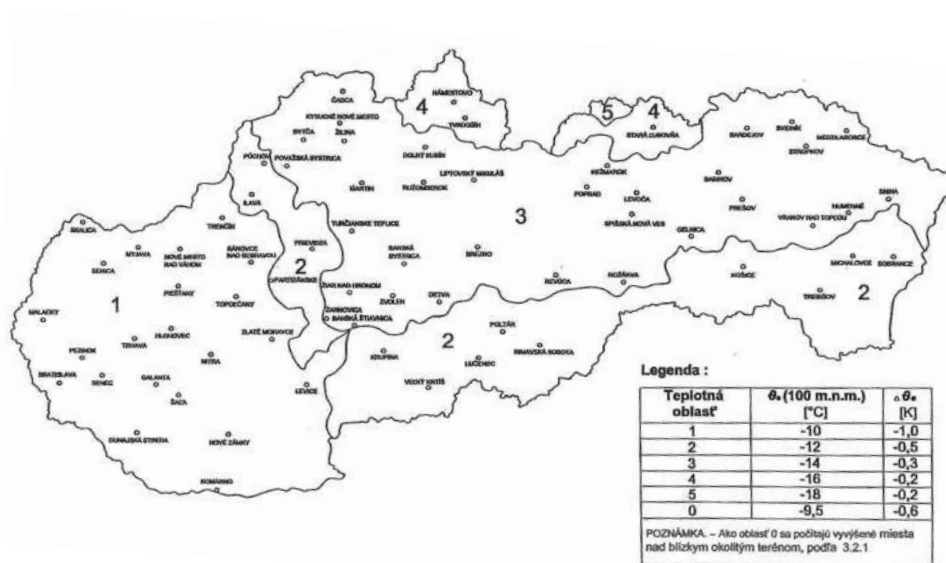 ČADCA
NÁMESTOVO
4
TVRDOŠÍN
KYSUCKÉ NOVÉ MESTO
BYTČA
ŽILINA
5
4
STARÁ ĽUBOVŇA
BARDEJOV
SVIDNÍK
MEDZILABORCE
STROPKOV
PÚCHOV
POVAŽSKÁ BYSTRICA
DOLNÝ KUBÍN
LIPTOVSKÝ MIKULÁŠ
MARTIN
RUŽOMBEROK
KEŽMAROK
POPRAD
LEVOČA
SABINOV
PREŠOV
SNINA
HUMENNÉ
VRANOV NAD TOPĽOU
ILAVA
3
SPIŠSKÁ NOVÁ VES
GELNICA
SKALICA
TRENČÍN
TURČIANSKE TEPLICE
MYJAVA
NOVÉ MESTO
NAD VÁHOM
BÁNOVCE
NAD BEBRAVOU
PRIEVIDZA
BANSKÁ
BYSTRICA
BREZNO
SENICA
2
PARTIZÁNSKE
KOŠICE
MICHALOVCE
SOBRANCE
1
PIEŠŤANY
TOPOĽČANY
ŽIAR NAD HRONOM
ZVOLEN
DETVA
REVÚCA
ROŽŇAVA
TREBIŠOV
2
MALACKY
ŽARNOVICA
BANSKÁ ŠTIAVNICA
HLOHOVEC
TRNAVA
ZLATÉ MORAVCE
POLTÁR
2
RIMAVSKÁ SOBOTA
PEZINOK
NITRA
KRUPINA
LUČENEC
BRATISLAVA
SENEC
GALANTA
LEVICE
VEĽKÝ KRTÍŠ
ŠAĽA
DUNAJSKÁ STREDA
NOVÉ ZÁMKY
KOMÁRNO
Legenda :
Teplotná oblasť θₑ (100 m.n.m.) [°C] △ θₑ [K]
1 -10 -1,0
2 -12 -0,5
3 -14 -0,3
4 -16 -0,2
5 -18 -0,2
0 -9,5 -0,6
POZNÁMKA. – Ako oblasť 0 sa počítajú vyvýšené miesta
nad blízkym okolitým terénom, podľa 3.2.1